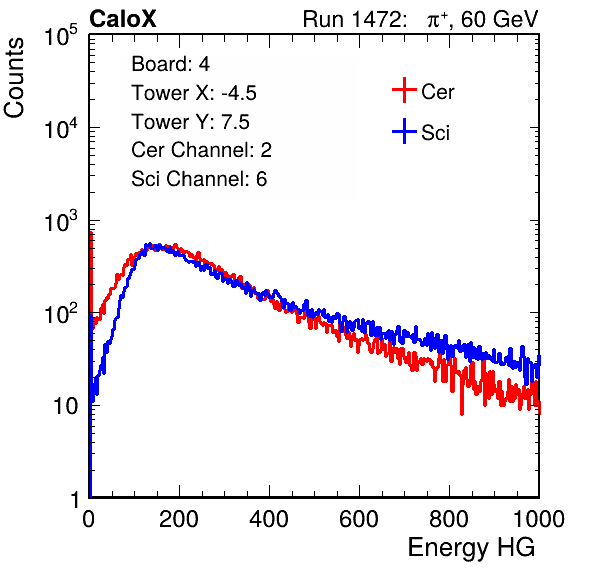 CaloX Run 1472: π⁺, 60 GeV
Board: 4
Tower X: -4.5
Tower Y: 7.5
Cer Channel: 2
Sci Channel: 6
Cer
Sci
Counts
10⁵
10⁴
10³
10²
10
1
0 200 400 600 800 1000
Energy HG